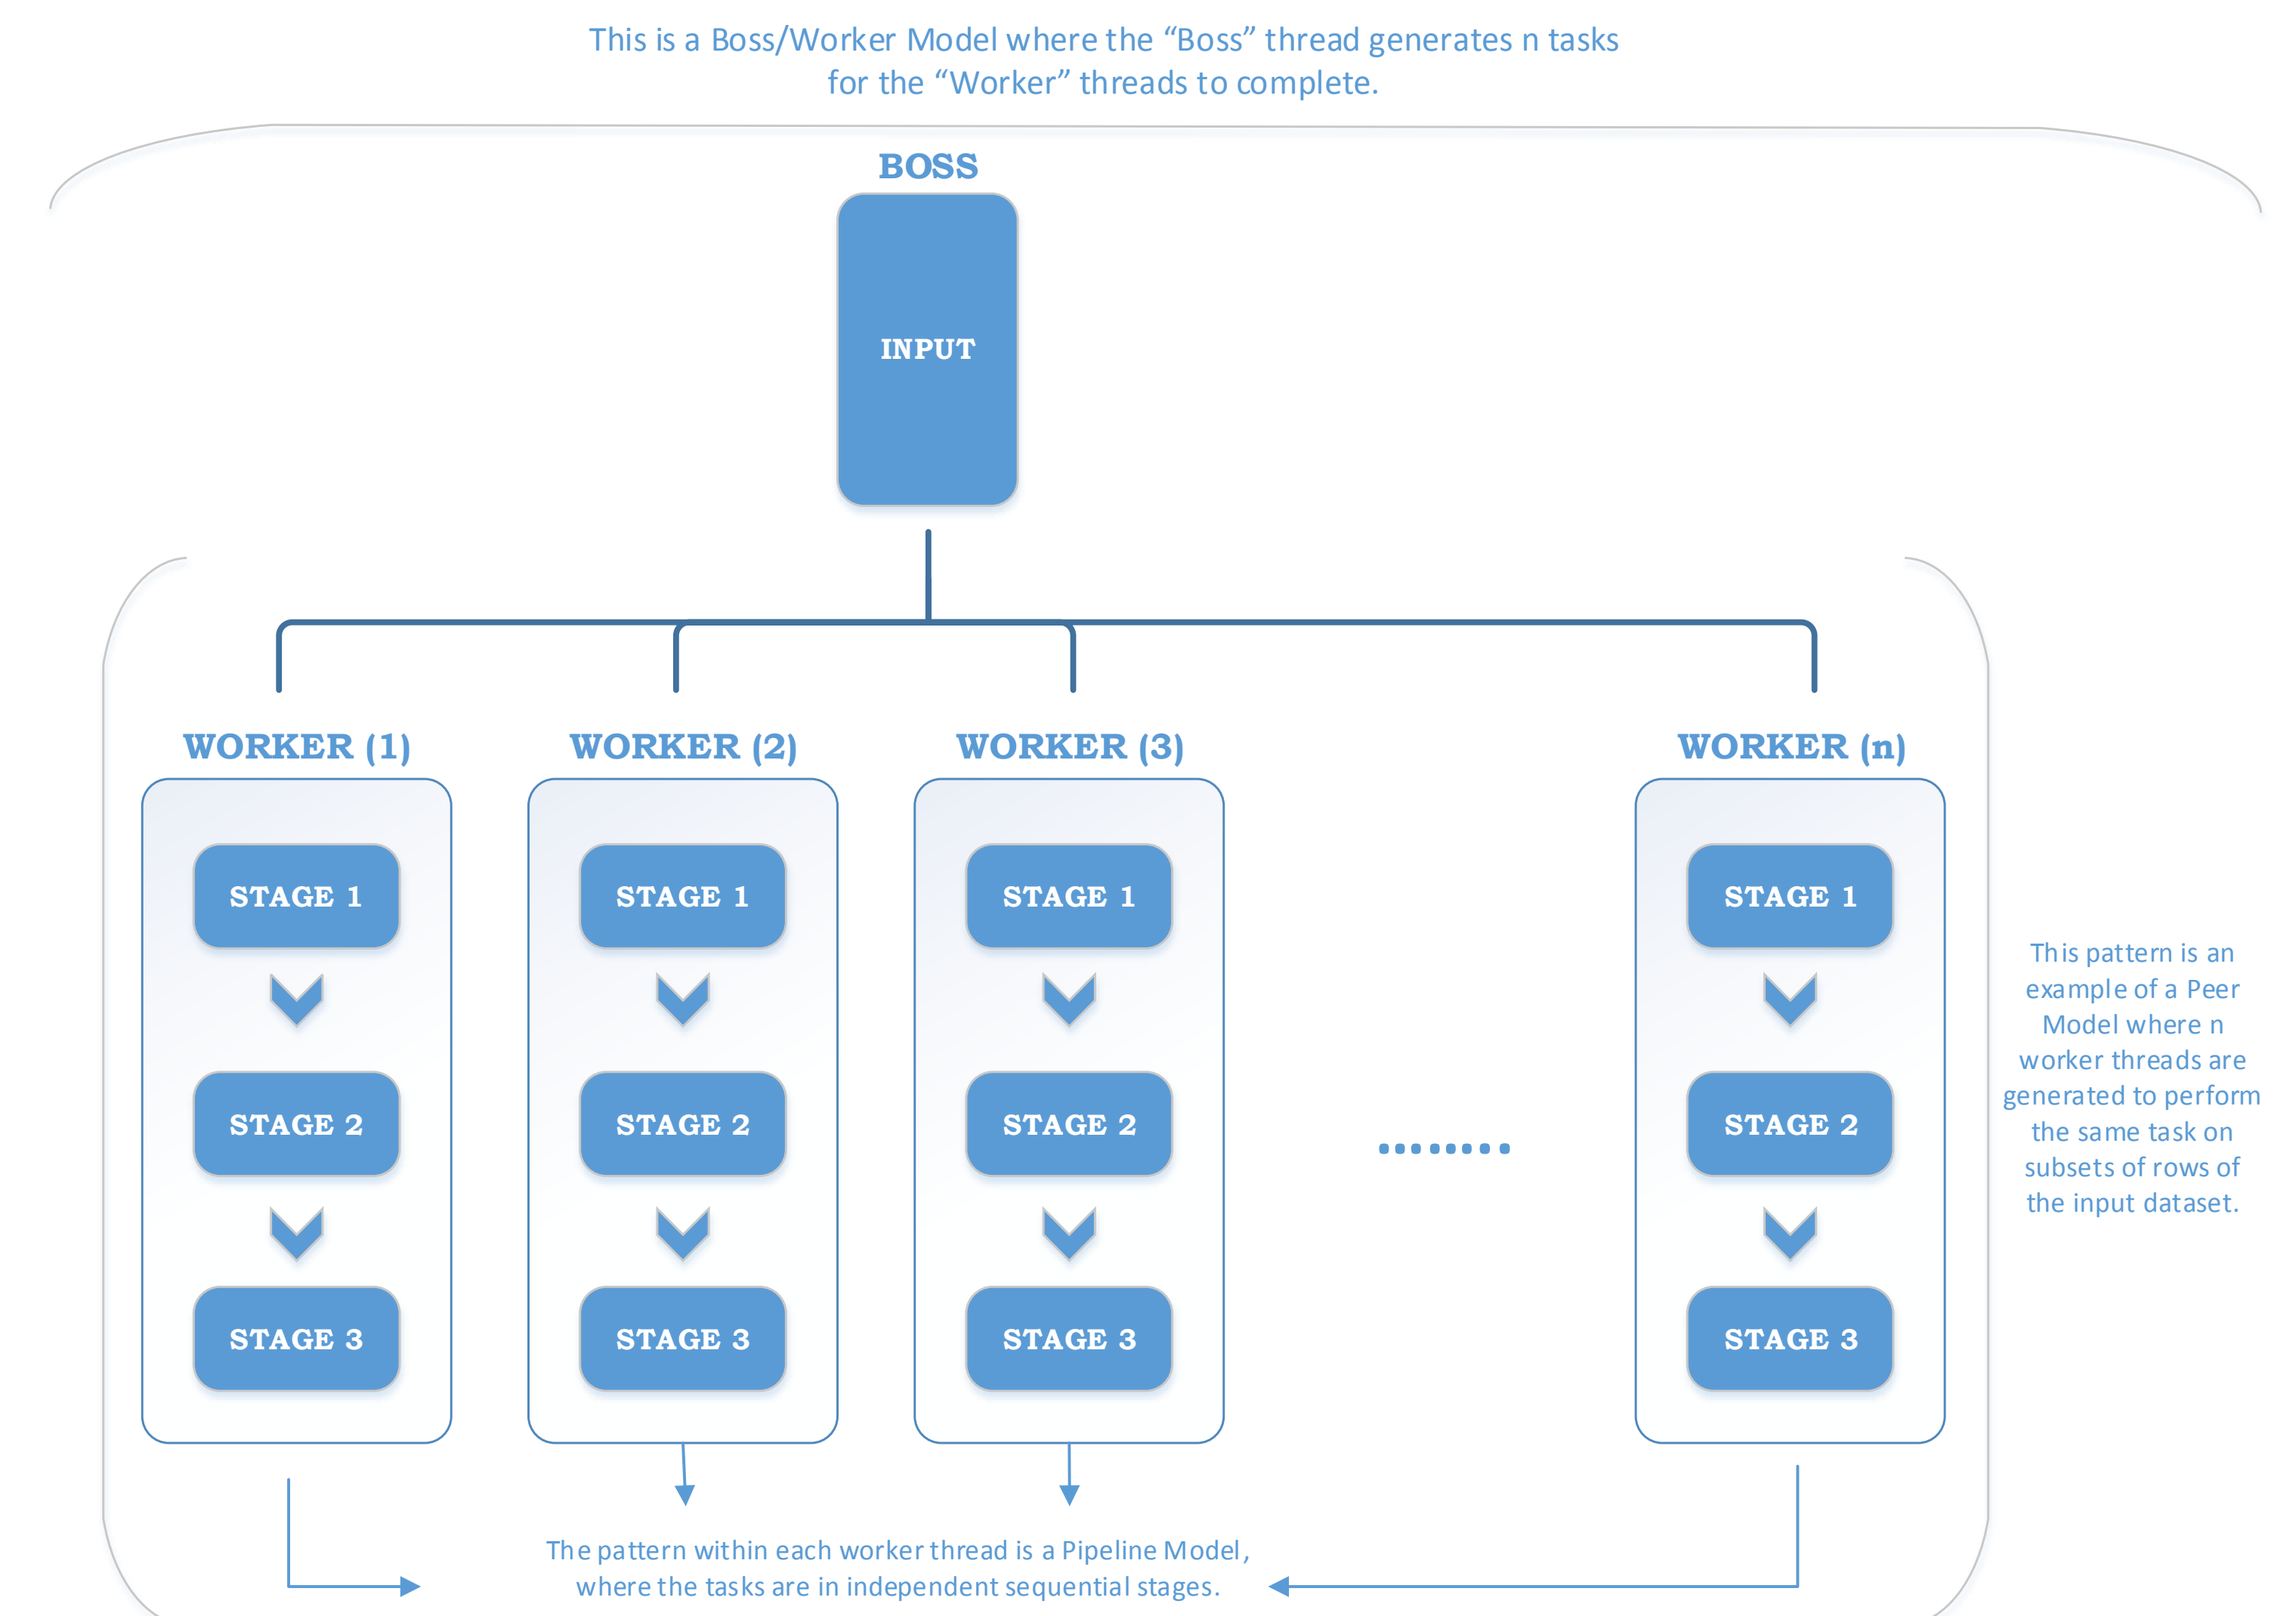 This is a Boss/Worker Model where the “Boss” thread generates n tasks
for the “Worker” threads to complete.
BOSS
INPUT
WORKER (1)
WORKER (2)
WORKER (3)
WORKER (n)
STAGE 1
STAGE 1
STAGE 1
STAGE 1
STAGE 2
STAGE 2
STAGE 2
........
STAGE 2
STAGE 3
STAGE 3
STAGE 3
STAGE 3
This pattern is an
example of a Peer
Model where n
worker threads are
generated to perform
the same task on
subsets of rows of
the input dataset.
The pattern within each worker thread is a Pipeline Model,
where the tasks are in independent sequential stages.